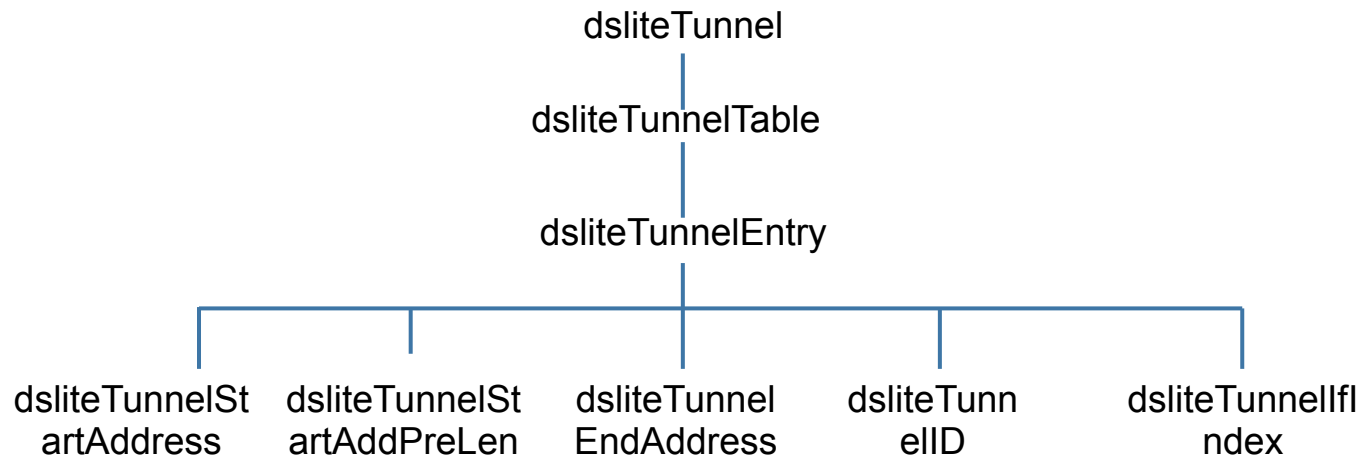 dsliteTunnel
dsliteTunnelTable
dsliteTunnelEntry
dsliteTunnelSt
artAddress
dsliteTunnelSt
artAddPreLen
dsliteTunnel
EndAddress
dsliteTunn
elID
dsliteTunnelIfI
ndex